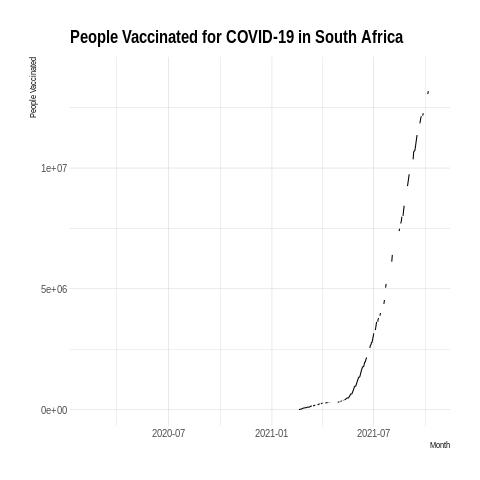 People Vaccinated for COVID-19 in South Africa
People Vaccinated
1e+07
5e+06
0e+00
2020-07 2021-01 2021-07
Month